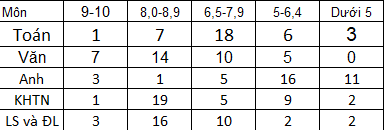 Môn 9-10 8,0-8,9 6,5-7,9 5-6,4 Dưới 5
Toán 1 7 18 6 3
Văn 7 14 10 5 0
Anh 3 1 5 16 11
KHTN 1 19 5 9 2
LS và ĐL 3 16 10 2 2